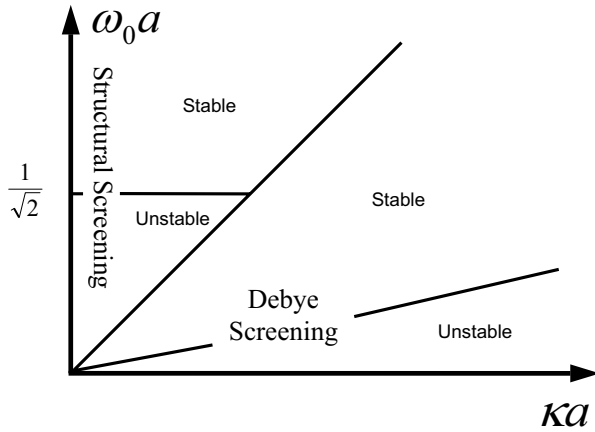 ω₀a
Structural Screening
Stable
1
√2
Unstable
Stable
Debye
Screening
Unstable
κa